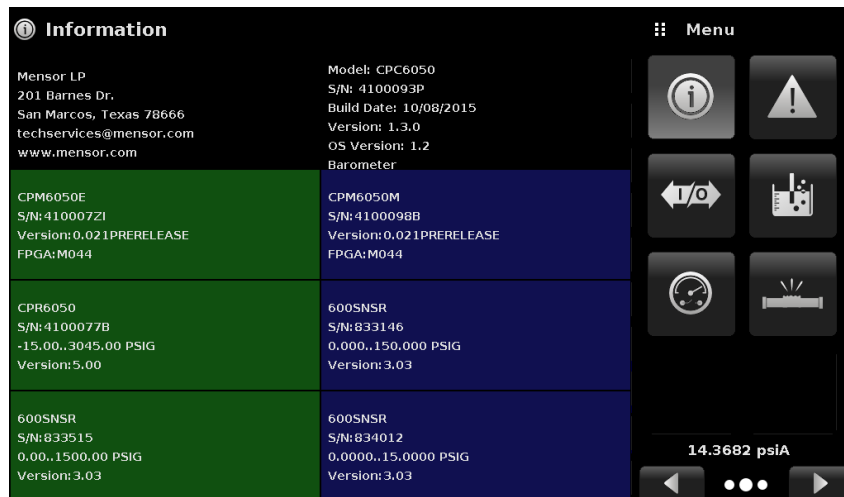 Information
Mensor LP
201 Barnes Dr.
San Marcos, Texas 78666
techservices@mensor.com
www.mensor.com
Model: CPC6050
S/N: 4100093P
Build Date: 10/08/2015
Version: 1.3.0
OS Version: 1.2
Barometer
CPM6050E
S/N:410007ZI
Version:0.021PRERELEASE
FPGA:M044
CPM6050M
S/N:4100098B
Version:0.021PRERELEASE
FPGA:M044
CPR6050
S/N:4100077B
-15.00..3045.00 PSIG
Version:5.00
600SNSR
S/N:833146
0.000..150.000 PSIG
Version:3.03
600SNSR
S/N:833515
0.00..1500.00 PSIG
Version:3.03
600SNSR
S/N:834012
0.0000..15.0000 PSIG
Version:3.03
Menu
I/O
14.3682 psiA